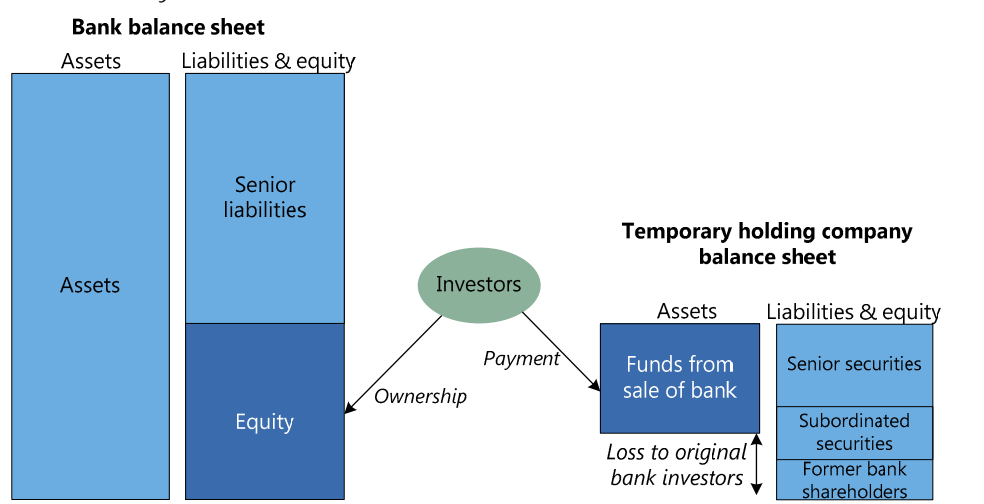 Bank balance sheet
Assets
Liabilities & equity
Senior
liabilities
Assets
Equity
Investors
Ownership
Payment
Temporary holding company
balance sheet
Assets
Liabilities & equity
Funds from
sale of bank
Senior securities
Subordinated
securities
Former bank
shareholders
Loss to original
bank investors